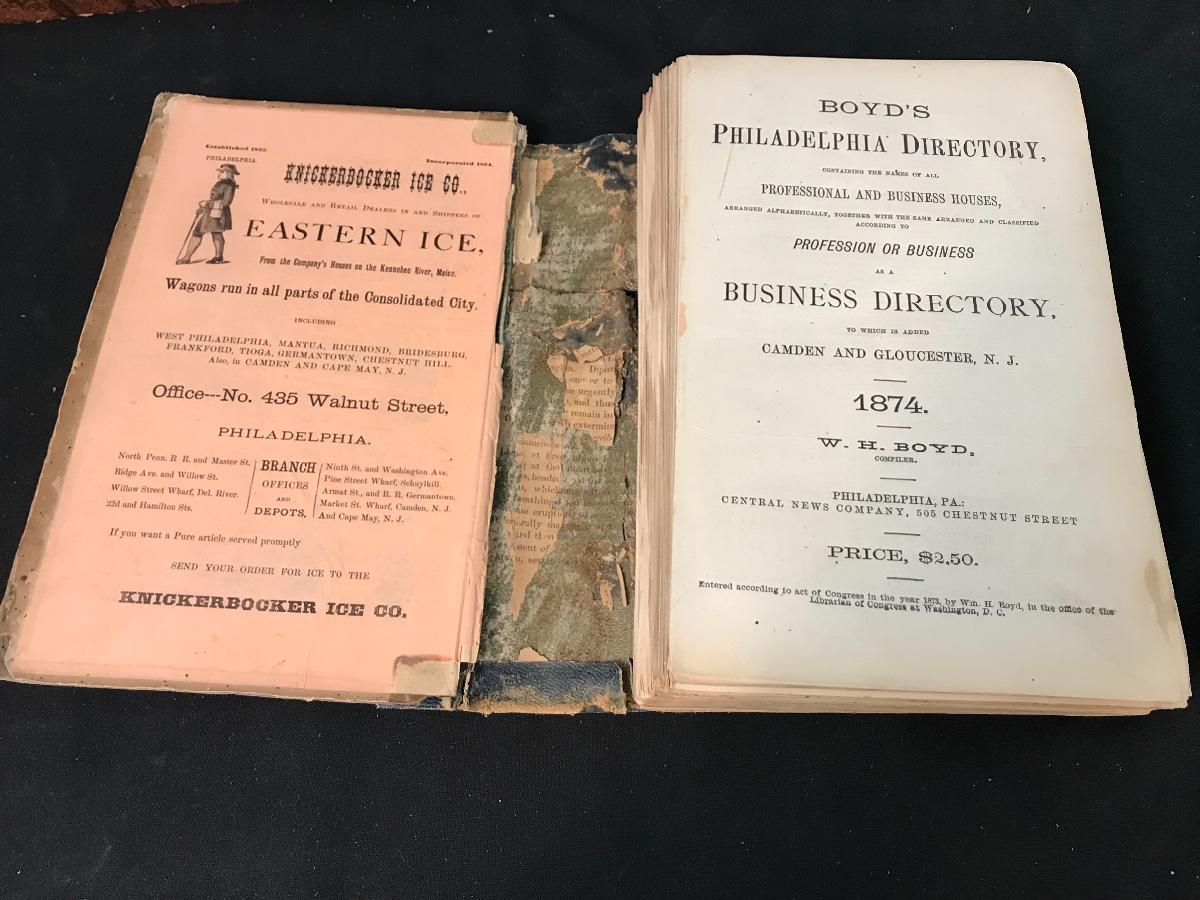 Established 1832.
Incorporated 1864.
PHILADELPHIA.
KNICKERBOCKER ICE CO.,
WHOLESALE AND RETAIL DEALERS IN AND SHIPPERS OF
EASTERN ICE,
From the Company's Houses on the Kennebec River, Maine.
Wagons run in all parts of the Consolidated City.
INCLUDING
WEST PHILADELPHIA, MANTUA, RICHMOND, BRIDESBURG,
FRANKFORD, TIOGA, GERMANTOWN, CHESTNUT HILL.
Also, in CAMDEN AND CAPE MAY, N. J.
Office---No. 435 Walnut Street,
PHILADELPHIA.
North Penn. R. R. and Master St.
Ridge Ave. and Willow St.
Willow Street Wharf, Del. River.
22d and Hamilton Sts.
BRANCH
OFFICES
AND
DEPOTS.
Ninth St. and Washington Ave.
Pine Street Wharf, Schuylkill.
Armat St., and R. R. Germantown.
Market St. Wharf, Camden, N. J.
And Cape May, N. J.
If you want a Pure article served promptly
SEND YOUR ORDER FOR ICE TO THE
KNICKERBOCKER ICE CO.
one or to
be urgently
and thus
remain in
BOYD'S
PHILADELPHIA DIRECTORY,
CONTAINING THE NAMES OF ALL
PROFESSIONAL AND BUSINESS HOUSES,
ARRANGED ALPHABETICALLY, TOGETHER WITH THE SAME ARRANGED AND CLASSIFIED
ACCORDING TO
PROFESSION OR BUSINESS
AS A
BUSINESS DIRECTORY,
TO WHICH IS ADDED
CAMDEN AND GLOUCESTER, N. J.
1874.
W. H. BOYD,
COMPILER.
PHILADELPHIA, PA.:
CENTRAL NEWS COMPANY, 505 CHESTNUT STREET
PRICE, $2.50.
Entered according to act of Congress in the year 1873, by Wm. H. Boyd, in the office of the
Librarian of Congress at Washington, D. C.